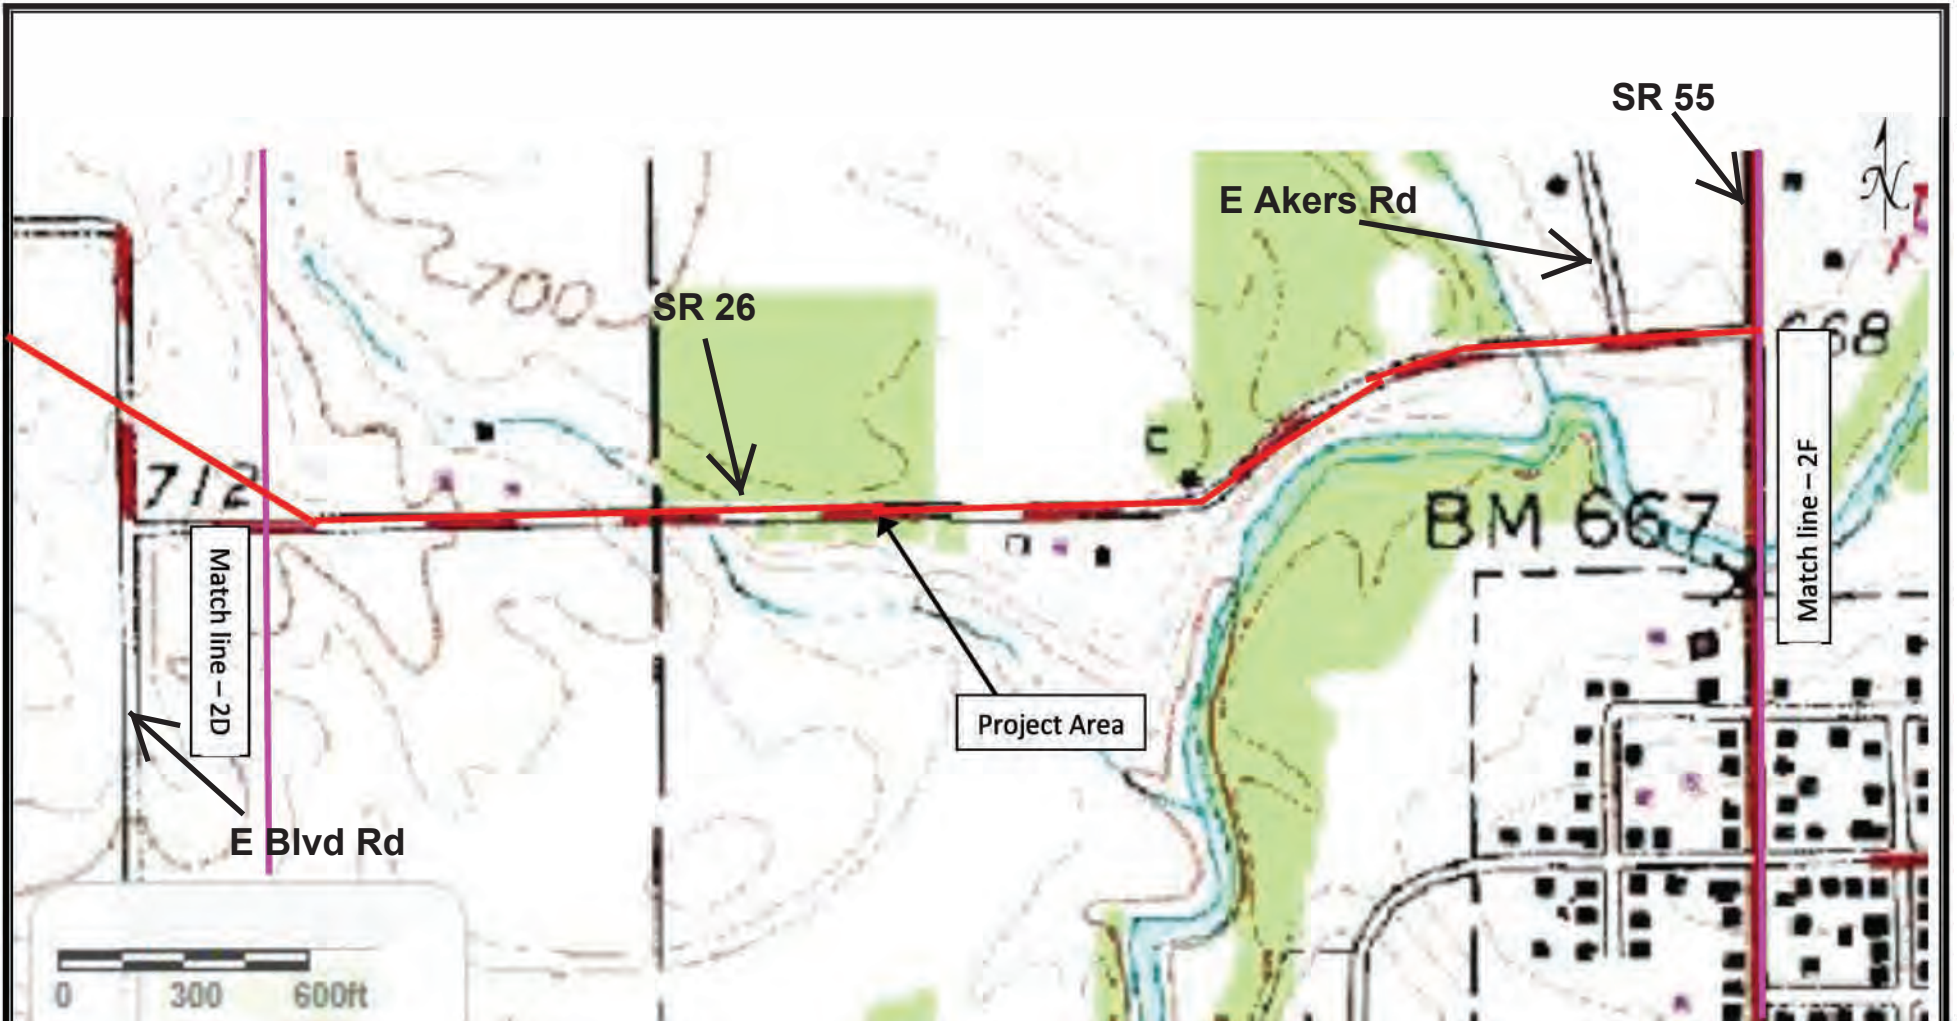 SR 55
N
E Akers Rd
700
SR 26
668
712
C
BM 667
Match line – 2D
Match line – 2F
Project Area
E Blvd Rd
0 300 600ft